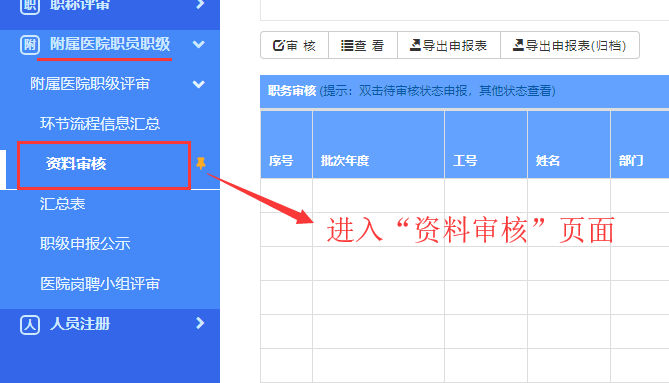 职 职称评审
附 附属医院职员职级
附属医院职级评审
环节流程信息汇总
资料审核
汇总表
职级申报公示
医院岗聘小组评审
人 人员注册
审 核 查 看 导出申报表 导出申报表(归档)
职务审核 (提示：双击待审核状态申报，其他状态查看)
序号 批次年度 工号 姓名 部门
进入“资料审核”页面